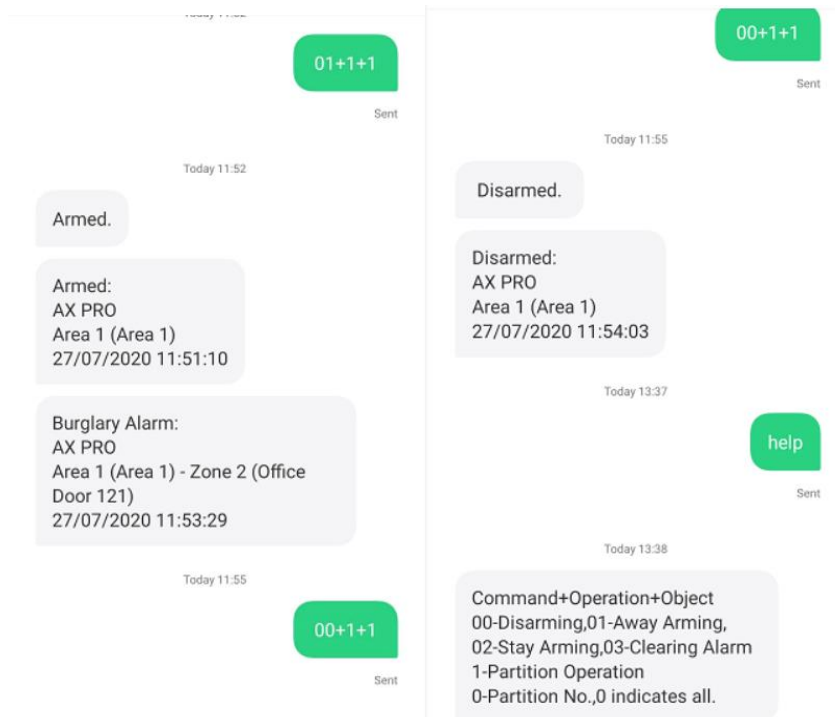 01+1+1
Sent
Today 11:52
Armed.
Armed:
AX PRO
Area 1 (Area 1)
27/07/2020 11:51:10
Burglary Alarm:
AX PRO
Area 1 (Area 1) - Zone 2 (Office
Door 121)
27/07/2020 11:53:29
Today 11:55
00+1+1
Sent
00+1+1
Sent
Today 11:55
Disarmed.
Disarmed:
AX PRO
Area 1 (Area 1)
27/07/2020 11:54:03
Today 13:37
help
Sent
Today 13:38
Command+Operation+Object
00-Disarming,01-Away Arming,
02-Stay Arming,03-Clearing Alarm
1-Partition Operation
0-Partition No.,0 indicates all.